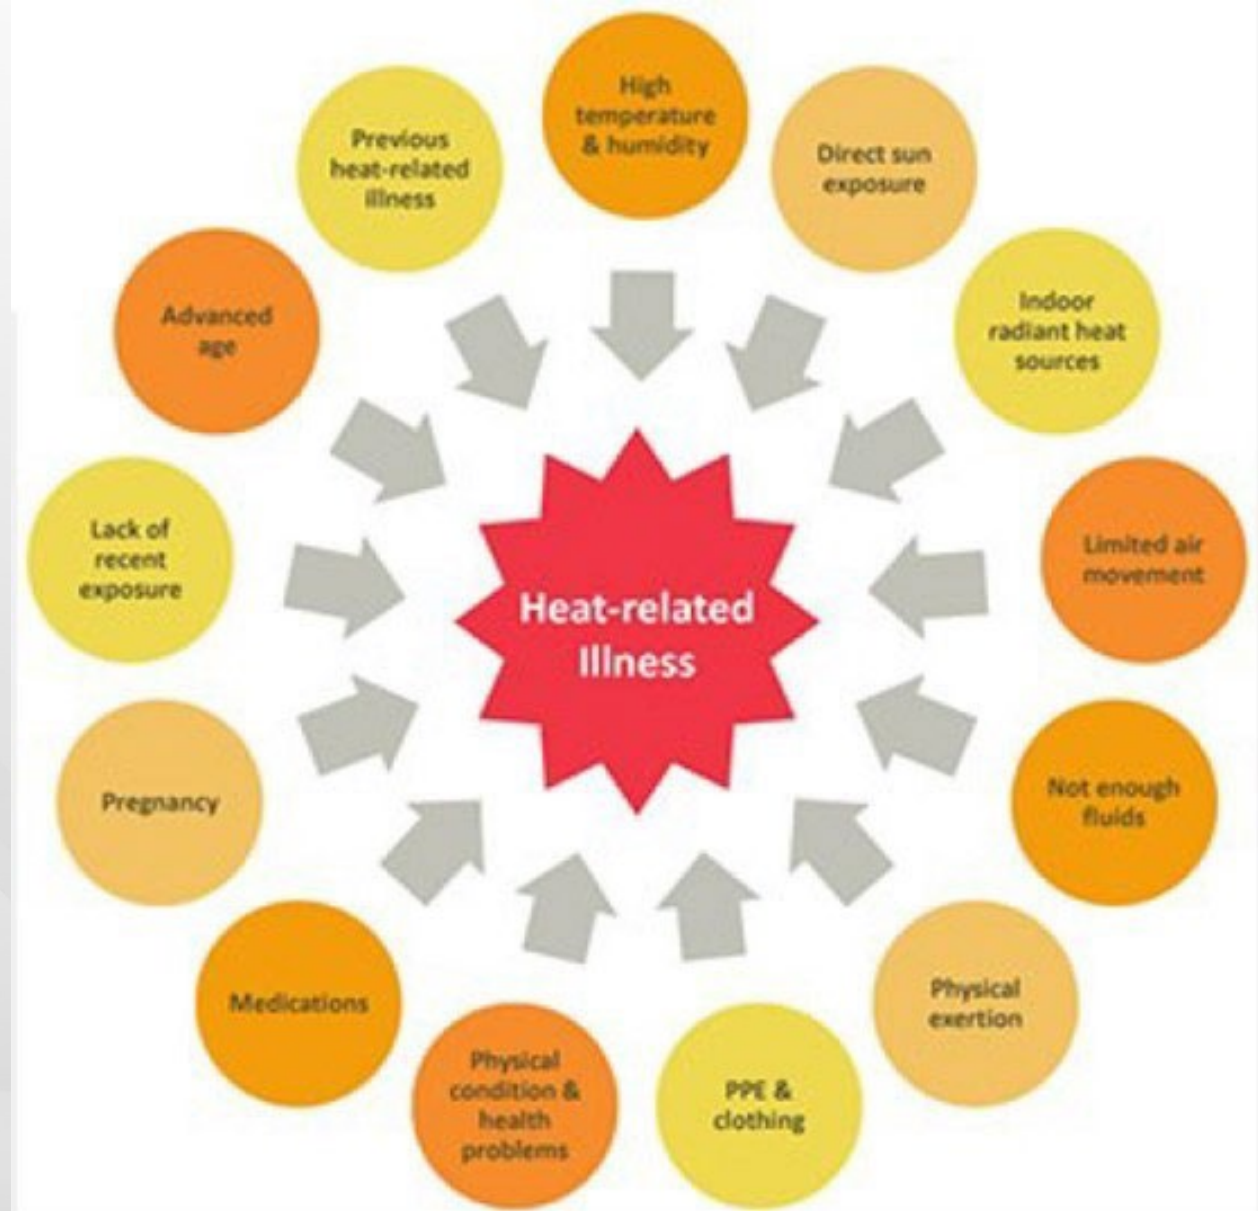 High
temperature
& humidity
Direct sun
exposure
Indoor
radiant heat
sources
Limited air
movement
Not enough
fluids
Physical
exertion
PPE &
clothing
Physical
condition &
health
problems
Medications
Pregnancy
Lack of
recent
exposure
Advanced
age
Previous
heat-related
illness
Heat-related
Illness